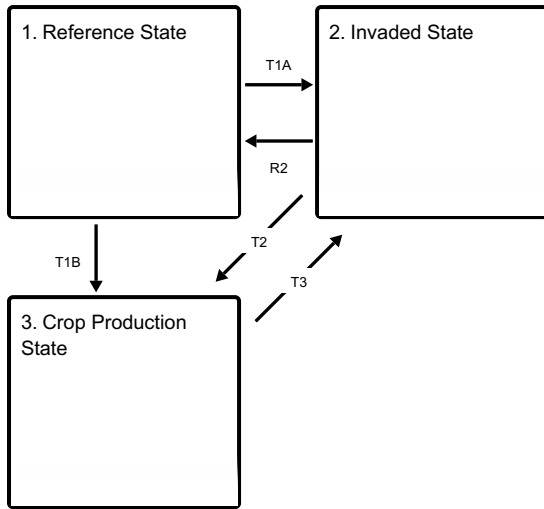 1. Reference State
2. Invaded State
T1A
R2
T1B
T2
T3
3. Crop Production
State